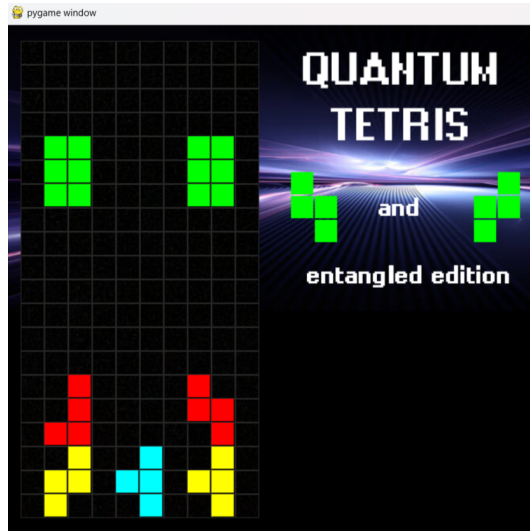 pygame window
QUANTUM
TETRIS
and
entangled edition